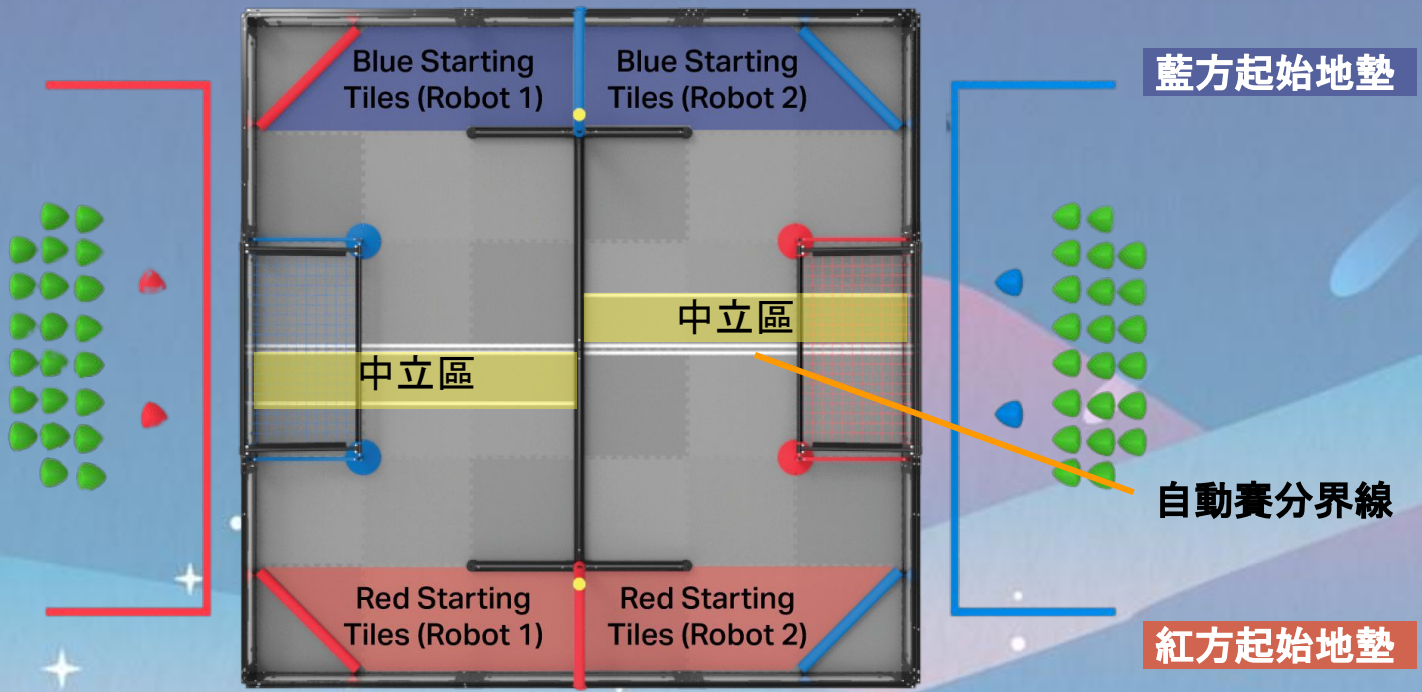 Blue Starting
Tiles (Robot 1)
Blue Starting
Tiles (Robot 2)
藍方起始地墊
中立區
中立區
自動賽分界線
Red Starting
Tiles (Robot 1)
Red Starting
Tiles (Robot 2)
紅方起始地墊